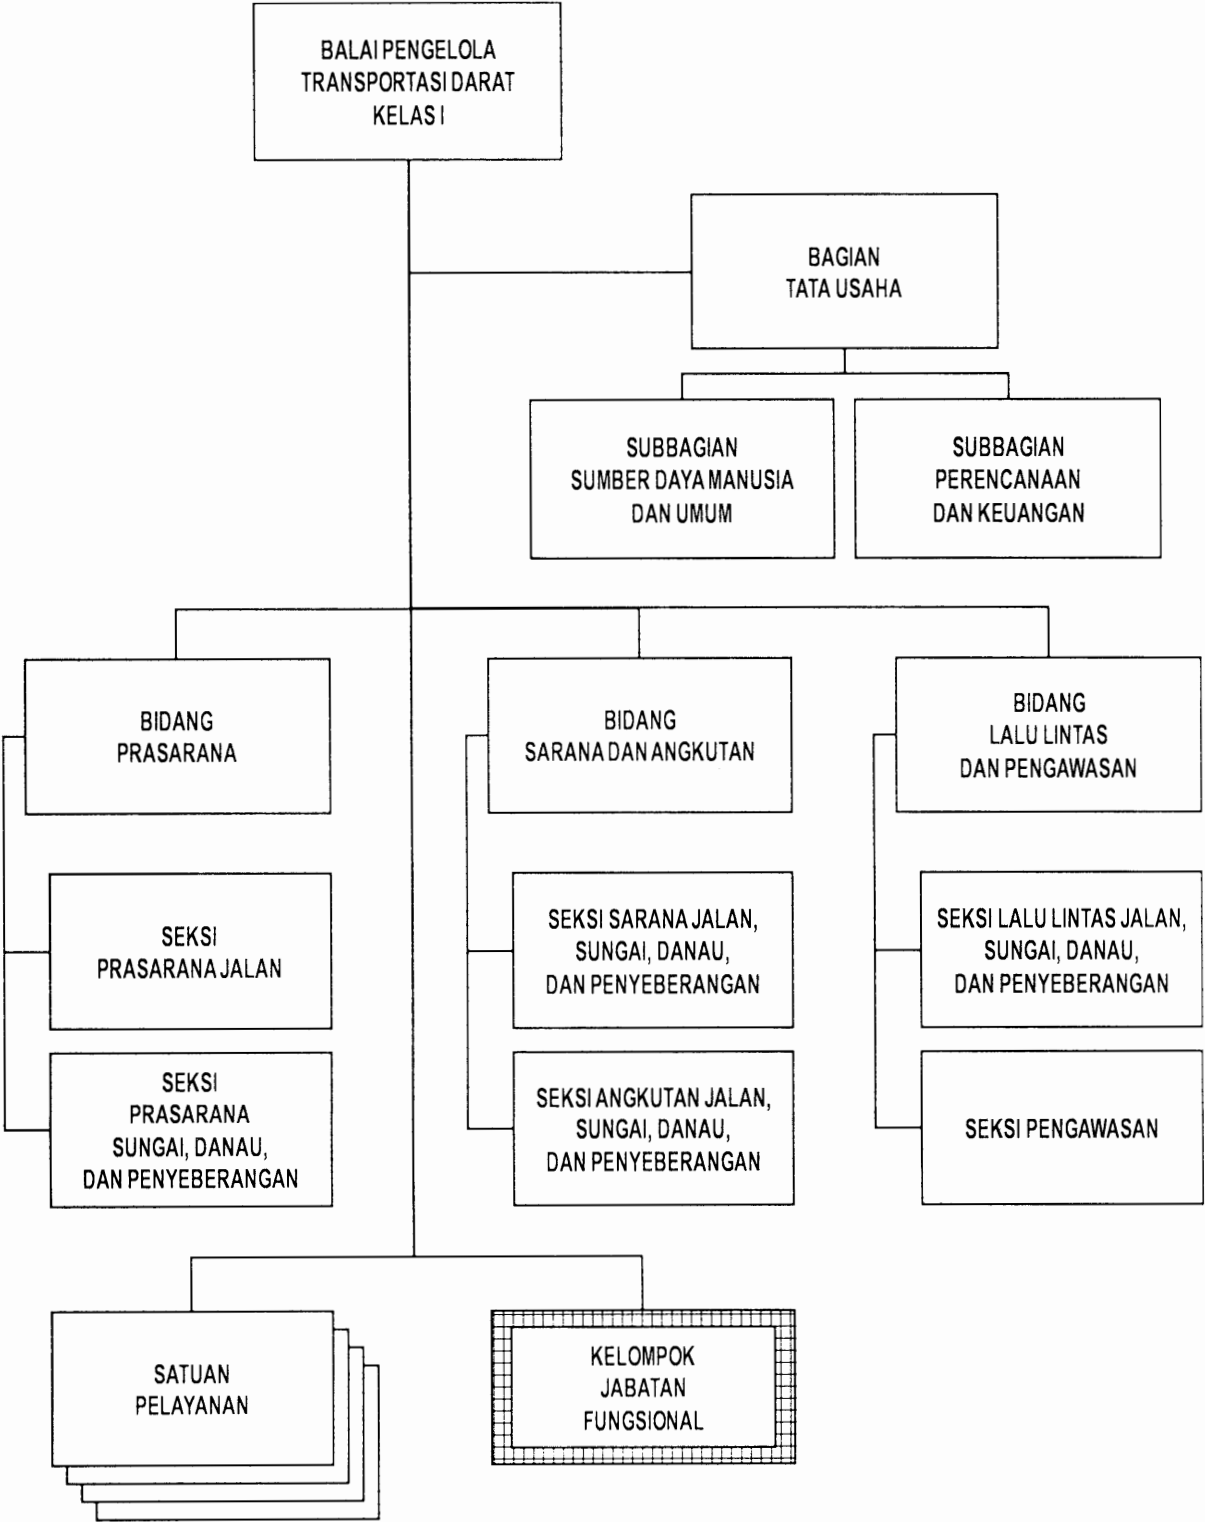 BALAI PENGELOLA
TRANSPORTASI DARAT
KELAS I
BAGIAN
TATA USAHA
SUBBAGIAN
SUMBER DAYA MANUSIA
DAN UMUM
SUBBAGIAN
PERENCANAAN
DAN KEUANGAN
BIDANG
PRASARANA
BIDANG
SARANA DAN ANGKUTAN
BIDANG
LALU LINTAS
DAN PENGAWASAN
SEKSI
PRASARANA JALAN
SEKSI SARANA JALAN,
SUNGAI, DANAU,
DAN PENYEBERANGAN
SEKSI LALU LINTAS JALAN,
SUNGAI, DANAU,
DAN PENYEBERANGAN
SEKSI
PRASARANA
SUNGAI, DANAU,
DAN PENYEBERANGAN
SEKSI ANGKUTAN JALAN,
SUNGAI, DANAU,
DAN PENYEBERANGAN
SEKSI PENGAWASAN
SATUAN
PELAYANAN
KELOMPOK
JABATAN
FUNGSIONAL